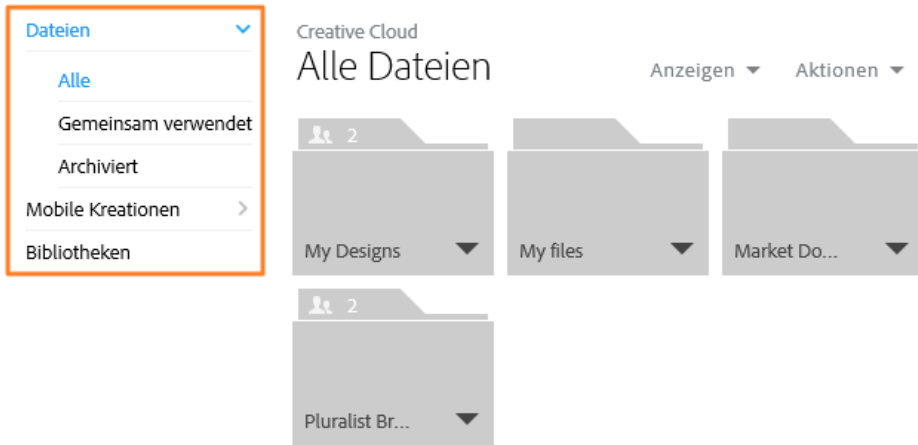 Dateien
Alle
Gemeinsam verwendet
Archiviert
Mobile Kreationen
Bibliotheken
Creative Cloud
Alle Dateien
Anzeigen
Aktionen
2
My Designs
My files
Market Do...
2
Pluralist Br...